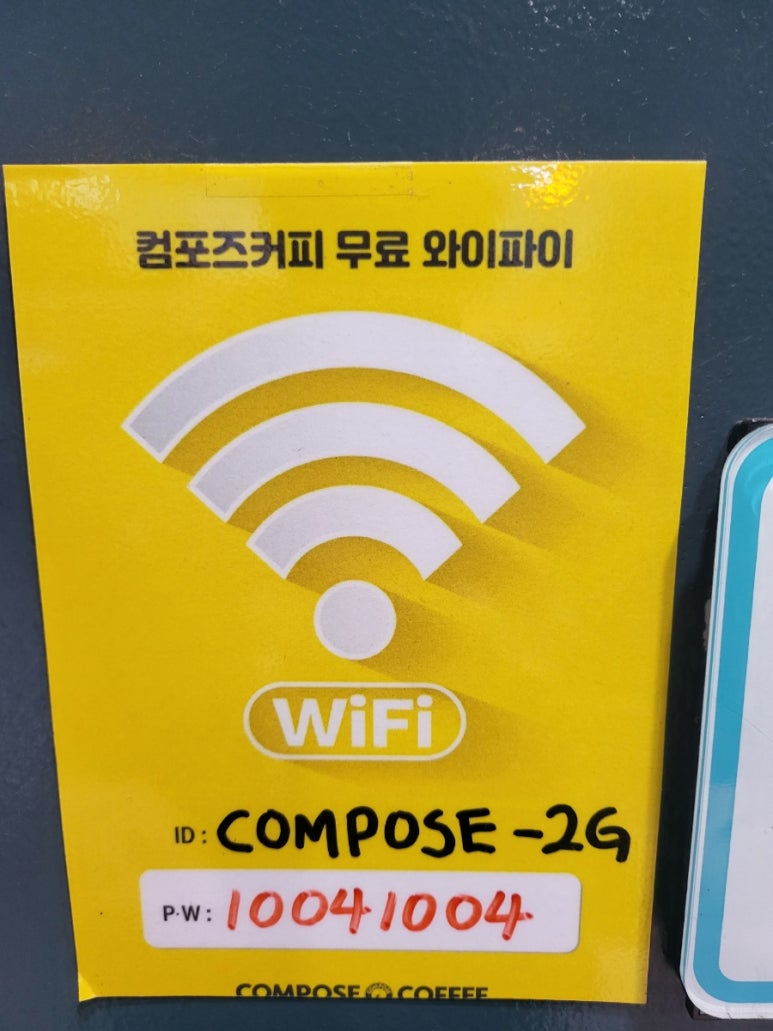 컴포즈커피 무료 와이파이
WiFi
ID : COMPOSE -2G
P·W : 10041004
COMPOSE COFFEE